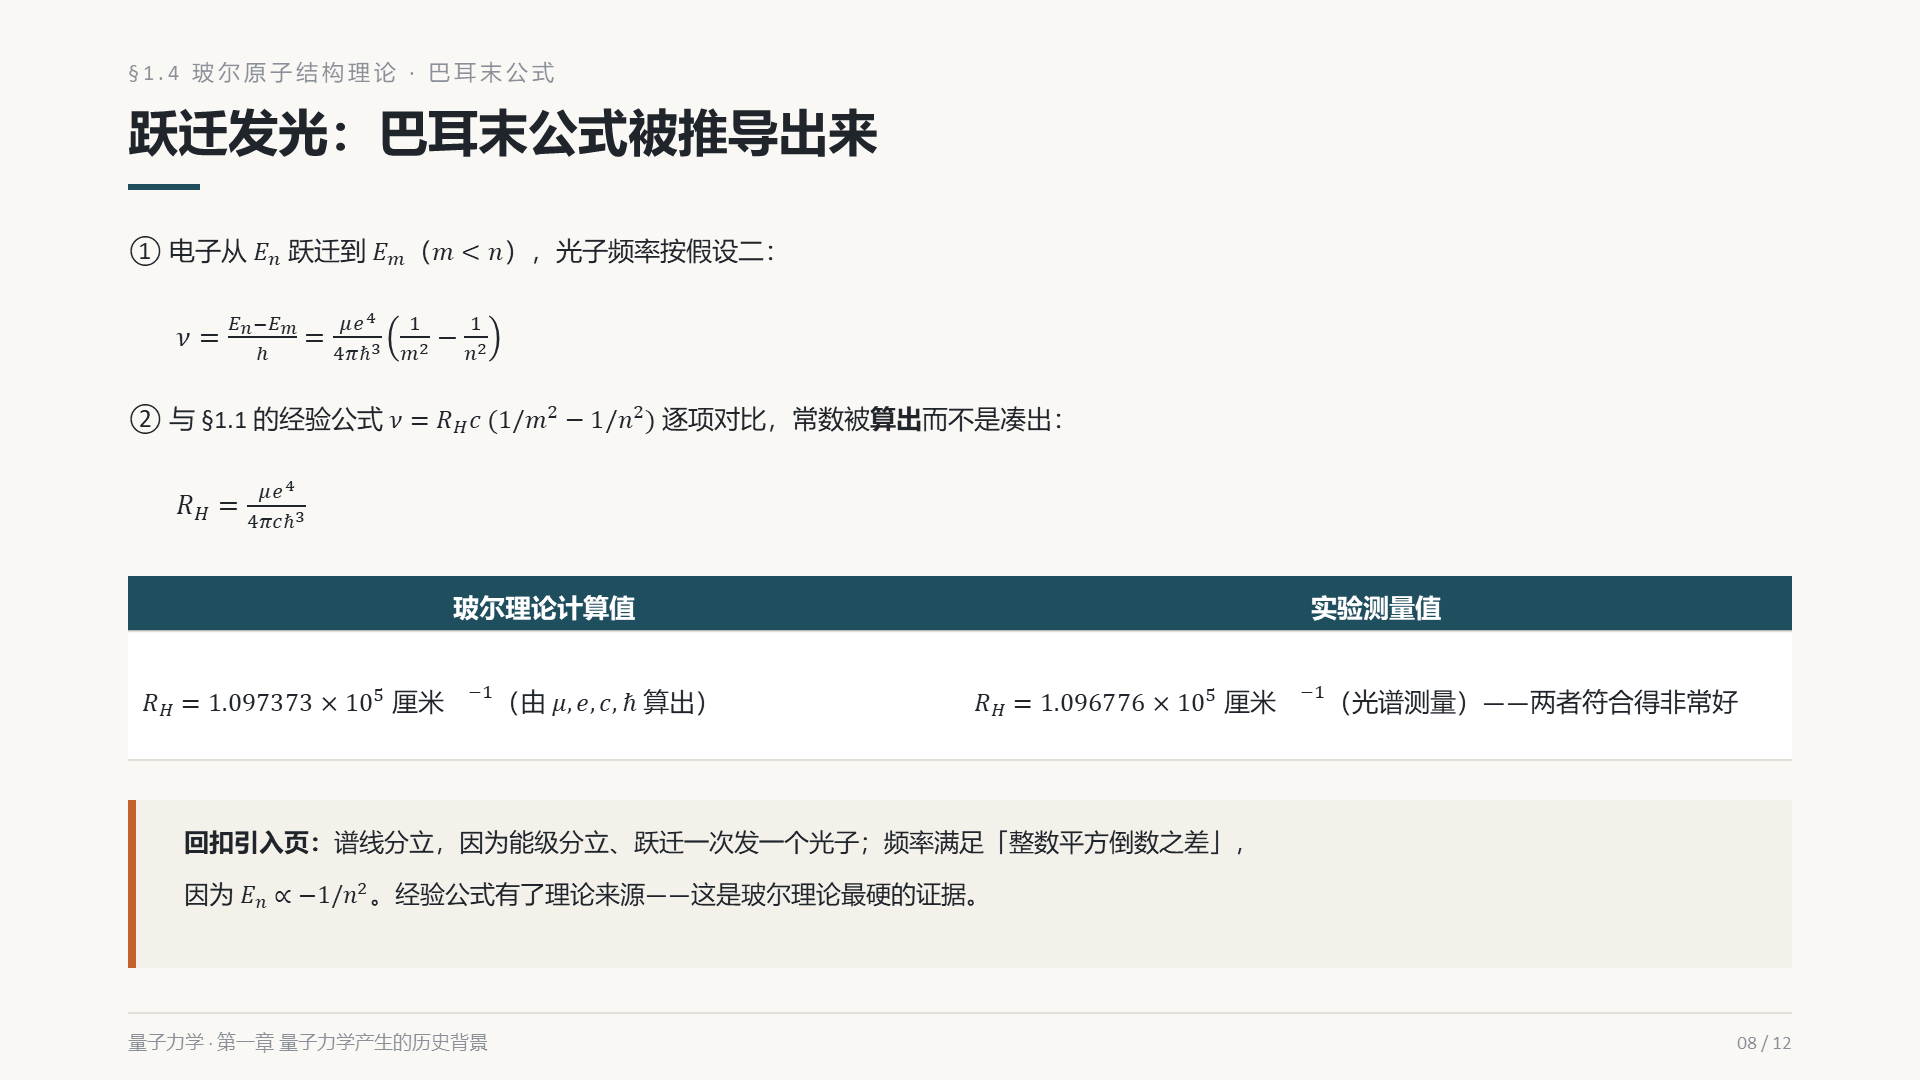 §1.4 玻尔原子结构理论 · 巴耳末公式
跃迁发光：巴耳末公式被推导出来
① 电子从 Eₙ 跃迁到 Eₘ（m < n），光子频率按假设二：
ν = (Eₙ−Eₘ)/h = μe⁴/4πħ³ (1/m² − 1/n²)
② 与 §1.1 的经验公式 ν = R_H c (1/m² − 1/n²) 逐项对比，常数被算出而不是凑出：
R_H = μe⁴/4πcħ³
玻尔理论计算值 实验测量值
R_H = 1.097373 × 10⁵ 厘米⁻¹（由 μ, e, c, ħ 算出） R_H = 1.096776 × 10⁵ 厘米⁻¹（光谱测量）——两者符合得非常好
回扣引入页：谱线分立，因为能级分立、跃迁一次发一个光子；频率满足「整数平方倒数之差」，
因为 Eₙ ∝ −1/n²。经验公式有了理论来源——这是玻尔理论最硬的证据。
量子力学 · 第一章 量子力学产生的历史背景 08 / 12